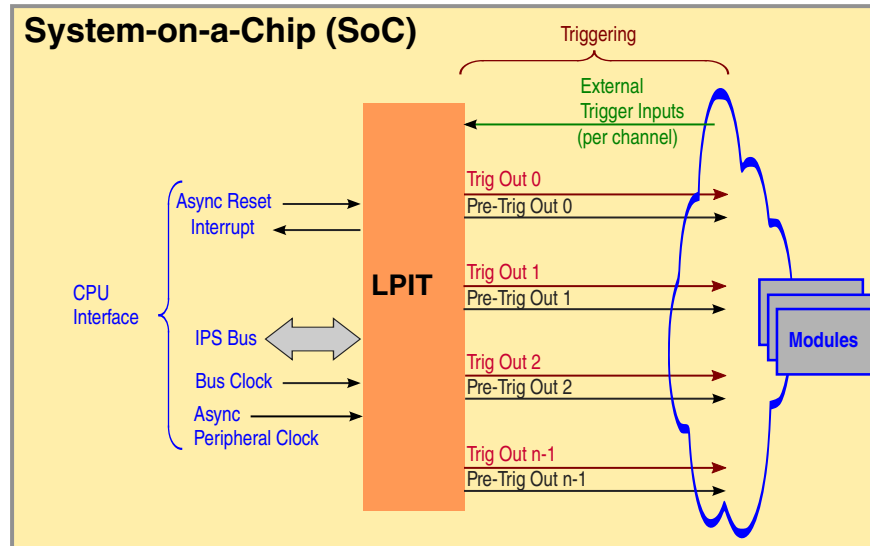 System-on-a-Chip (SoC)
Triggering
External
Trigger Inputs
(per channel)
Async Reset
Interrupt
CPU
Interface
IPS Bus
Bus Clock
Async
Peripheral Clock
LPIT
Trig Out 0
Pre-Trig Out 0
Trig Out 1
Pre-Trig Out 1
Trig Out 2
Pre-Trig Out 2
Trig Out n-1
Pre-Trig Out n-1
Modules